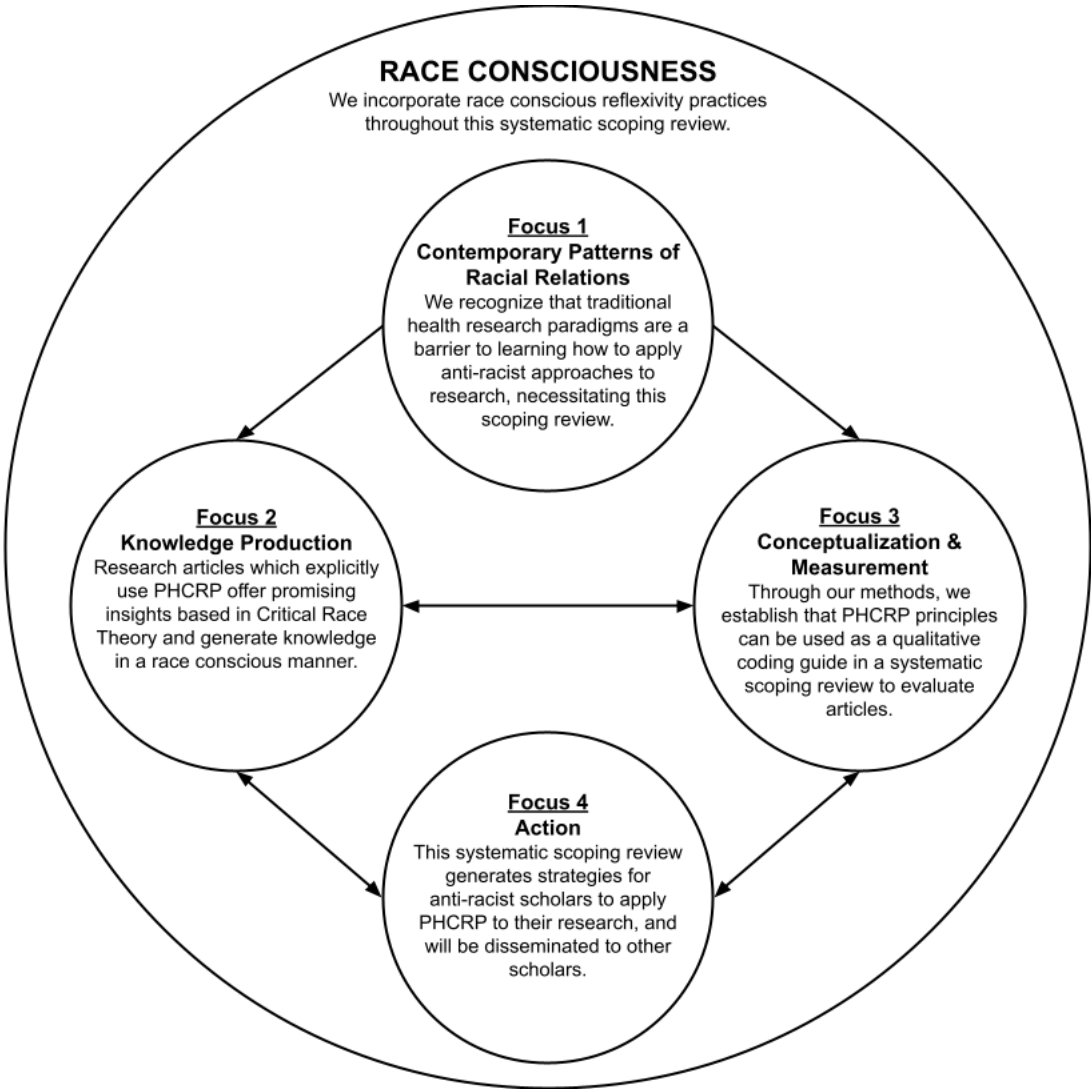 RACE CONSCIOUSNESS
We incorporate race conscious reflexivity practices
throughout this systematic scoping review.
Focus 1
Contemporary Patterns of
Racial Relations
We recognize that traditional
health research paradigms are a
barrier to learning how to apply
anti-racist approaches to
research, necessitating this
scoping review.
Focus 2
Knowledge Production
Research articles which explicitly
use PHCRP offer promising
insights based in Critical Race
Theory and generate knowledge
in a race conscious manner.
Focus 3
Conceptualization &
Measurement
Through our methods, we
establish that PHCRP principles
can be used as a qualitative
coding guide in a systematic
scoping review to evaluate
articles.
Focus 4
Action
This systematic scoping review
generates strategies for
anti-racist scholars to apply
PHCRP to their research, and
will be disseminated to other
scholars.